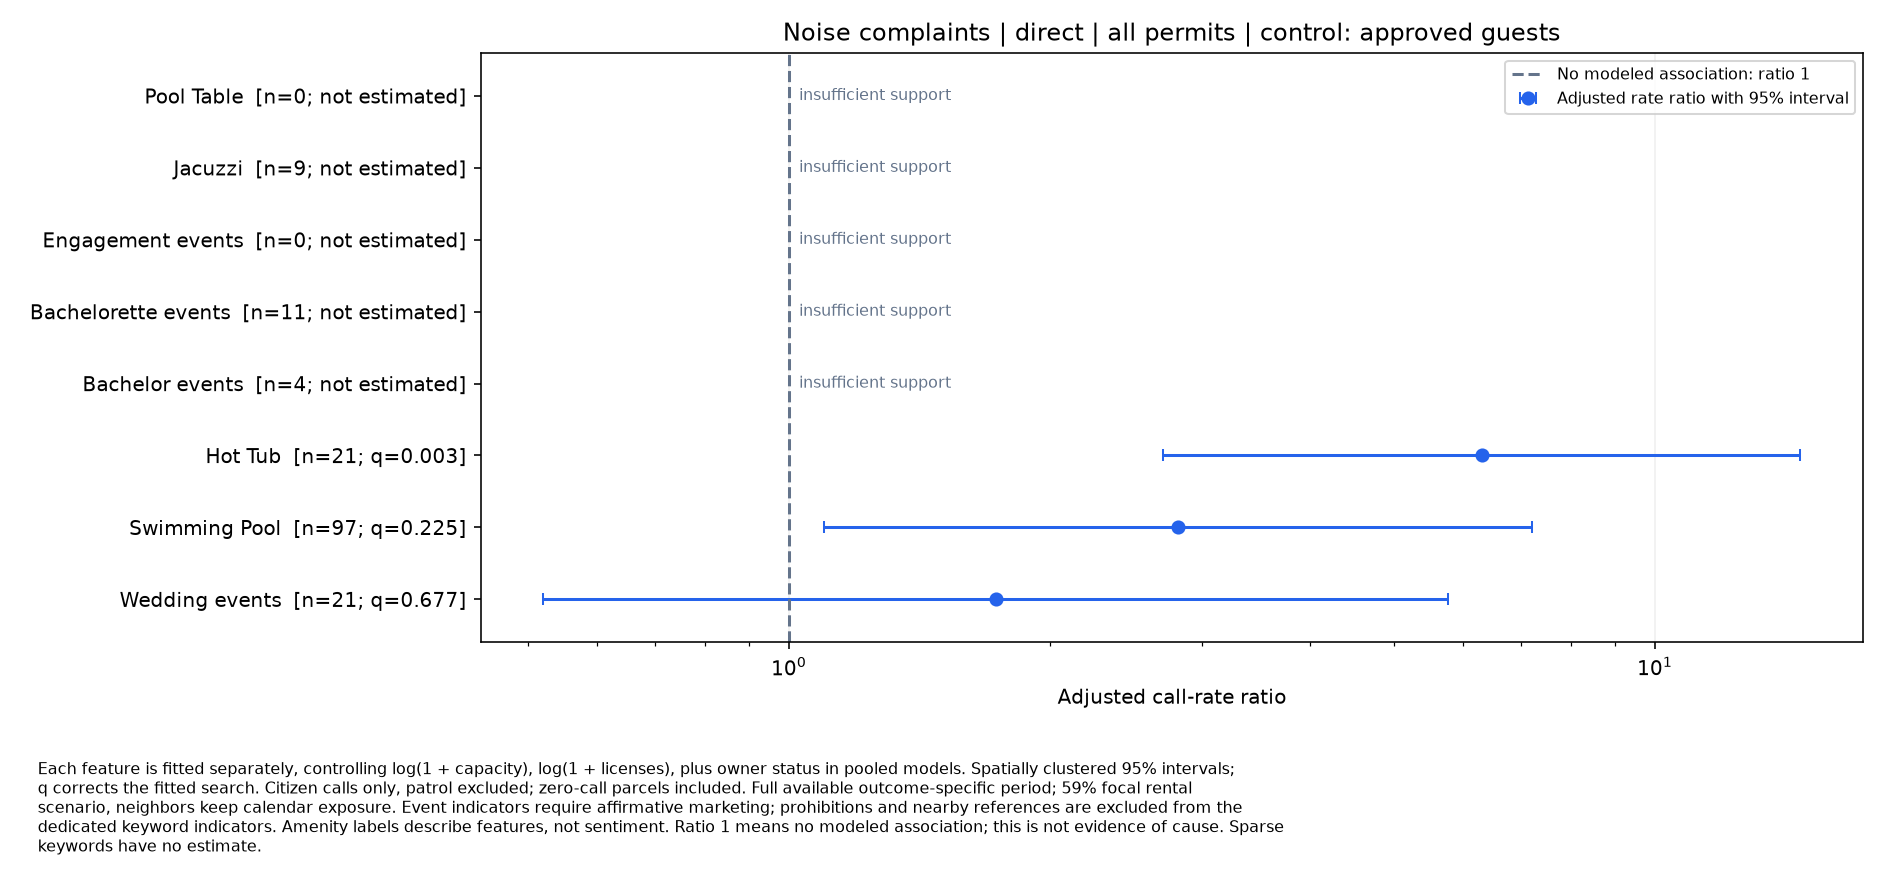 Noise complaints | direct | all permits | control: approved guests
No modeled association: ratio 1
Adjusted rate ratio with 95% interval
Pool Table [n=0; not estimated]
insufficient support
Jacuzzi [n=9; not estimated]
insufficient support
Engagement events [n=0; not estimated]
insufficient support
Bachelorette events [n=11; not estimated]
insufficient support
Bachelor events [n=4; not estimated]
insufficient support
Hot Tub [n=21; q=0.003]
Swimming Pool [n=97; q=0.225]
Wedding events [n=21; q=0.677]
10⁰ 10¹
Adjusted call-rate ratio
Each feature is fitted separately, controlling log(1 + capacity), log(1 + licenses), plus owner status in pooled models. Spatially clustered 95% intervals;
q corrects the fitted search. Citizen calls only, patrol excluded; zero-call parcels included. Full available outcome-specific period; 59% focal rental
scenario, neighbors keep calendar exposure. Event indicators require affirmative marketing; prohibitions and nearby references are excluded from the
dedicated keyword indicators. Amenity labels describe features, not sentiment. Ratio 1 means no modeled association; this is not evidence of cause. Sparse
keywords have no estimate.